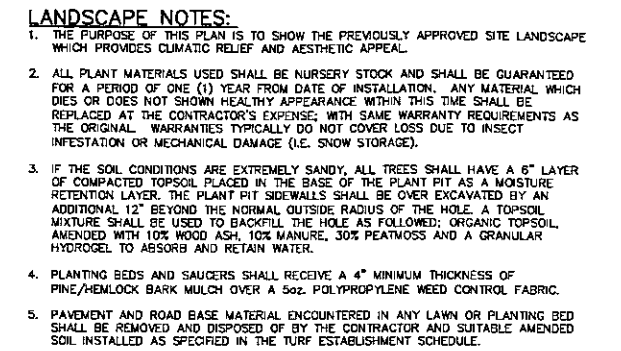 LANDSCAPE NOTES:
1. THE PURPOSE OF THIS PLAN IS TO SHOW THE PREVIOUSLY APPROVED SITE LANDSCAPE
WHICH PROVIDES CLIMATIC RELIEF AND AESTHETIC APPEAL.
2. ALL PLANT MATERIALS USED SHALL BE NURSERY STOCK AND SHALL BE GUARANTEED
FOR A PERIOD OF ONE (1) YEAR FROM DATE OF INSTALLATION. ANY MATERIAL WHICH
DIES OR DOES NOT SHOWN HEALTHY APPEARANCE WITHIN THIS TIME SHALL BE
REPLACED AT THE CONTRACTOR'S EXPENSE; WITH SAME WARRANTY REQUIREMENTS AS
THE ORIGINAL. WARRANTIES TYPICALLY DO NOT COVER LOSS DUE TO INSECT
INFESTATION OR MECHANICAL DAMAGE (I.E. SNOW STORAGE).
3. IF THE SOIL CONDITIONS ARE EXTREMELY SANDY, ALL TREES SHALL HAVE A 6" LAYER
OF COMPACTED TOPSOIL PLACED IN THE BASE OF THE PLANT PIT AS A MOISTURE
RETENTION LAYER. THE PLANT PIT SIDEWALLS SHALL BE OVER EXCAVATED BY AN
ADDITIONAL 12" BEYOND THE NORMAL OUTSIDE RADIUS OF THE HOLE. A TOPSOIL
MIXTURE SHALL BE USED TO BACKFILL THE HOLE AS FOLLOWED; ORGANIC TOPSOIL,
AMENDED WITH 10% WOOD ASH, 10% MANURE, 30% PEATMOSS AND A GRANULAR
HYDROGEL TO ABSORB AND RETAIN WATER.
4. PLANTING BEDS AND SAUCERS SHALL RECEIVE A 4" MINIMUM THICKNESS OF
PINE/HEMLOCK BARK MULCH OVER A 5oz. POLYPROPYLENE WEED CONTROL FABRIC.
5. PAVEMENT AND ROAD BASE MATERIAL ENCOUNTERED IN ANY LAWN OR PLANTING BED
SHALL BE REMOVED AND DISPOSED OF BY THE CONTRACTOR AND SUITABLE AMENDED
SOIL INSTALLED AS SPECIFIED IN THE TURF ESTABLISHMENT SCHEDULE.